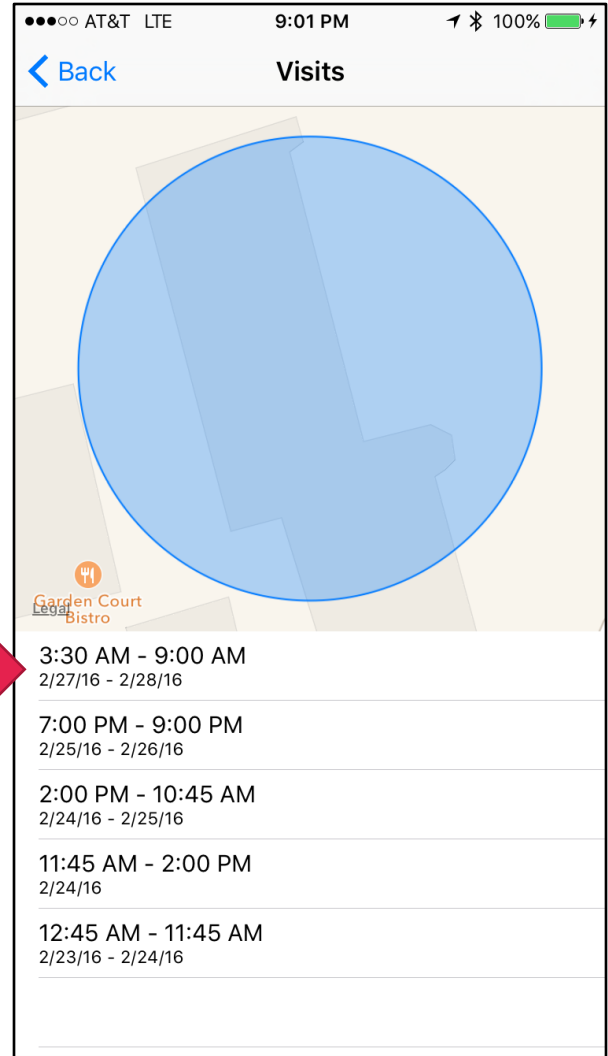 AT&T LTE 9:01 PM 100%
Back Visits
Garden Court
Legal
Bistro
3:30 AM - 9:00 AM
2/27/16 - 2/28/16
7:00 PM - 9:00 PM
2/25/16 - 2/26/16
2:00 PM - 10:45 AM
2/24/16 - 2/25/16
11:45 AM - 2:00 PM
2/24/16
12:45 AM - 11:45 AM
2/23/16 - 2/24/16